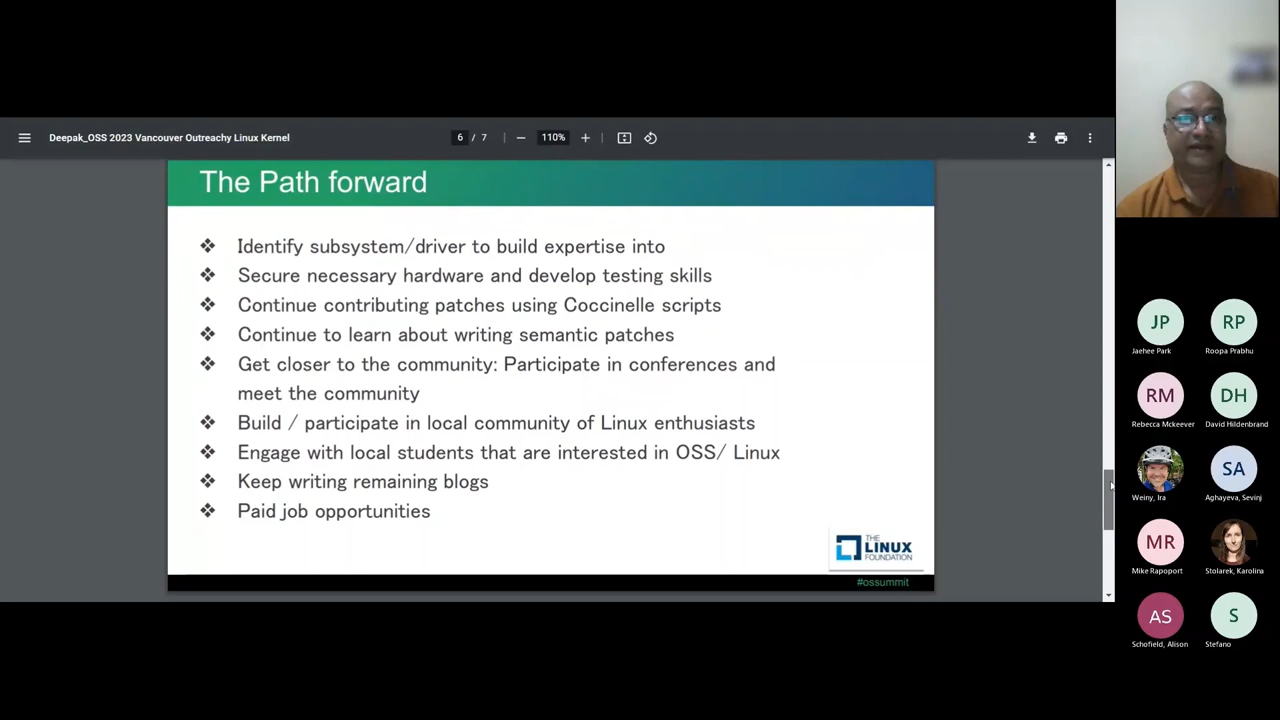 Deepak_OSS 2023 Vancouver Outreachy Linux Kernel
6 / 7
110%
The Path forward
❖ Identify subsystem/driver to build expertise into
❖ Secure necessary hardware and develop testing skills
❖ Continue contributing patches using Coccinelle scripts
❖ Continue to learn about writing semantic patches
❖ Get closer to the community: Participate in conferences and
meet the community
❖ Build / participate in local community of Linux enthusiasts
❖ Engage with local students that are interested in OSS/ Linux
❖ Keep writing remaining blogs
❖ Paid job opportunities
THE
LINUX
FOUNDATION
#ossummit
JP
RP
Jaehee Park
Roopa Prabhu
RM
DH
Rebecca Mckeever
David Hildenbrand
SA
Weiny, Ira
Aghayeva, Sevinj
MR
Mike Rapoport
Stolarek, Karolina
AS
S
Schofield, Alison
Stefano